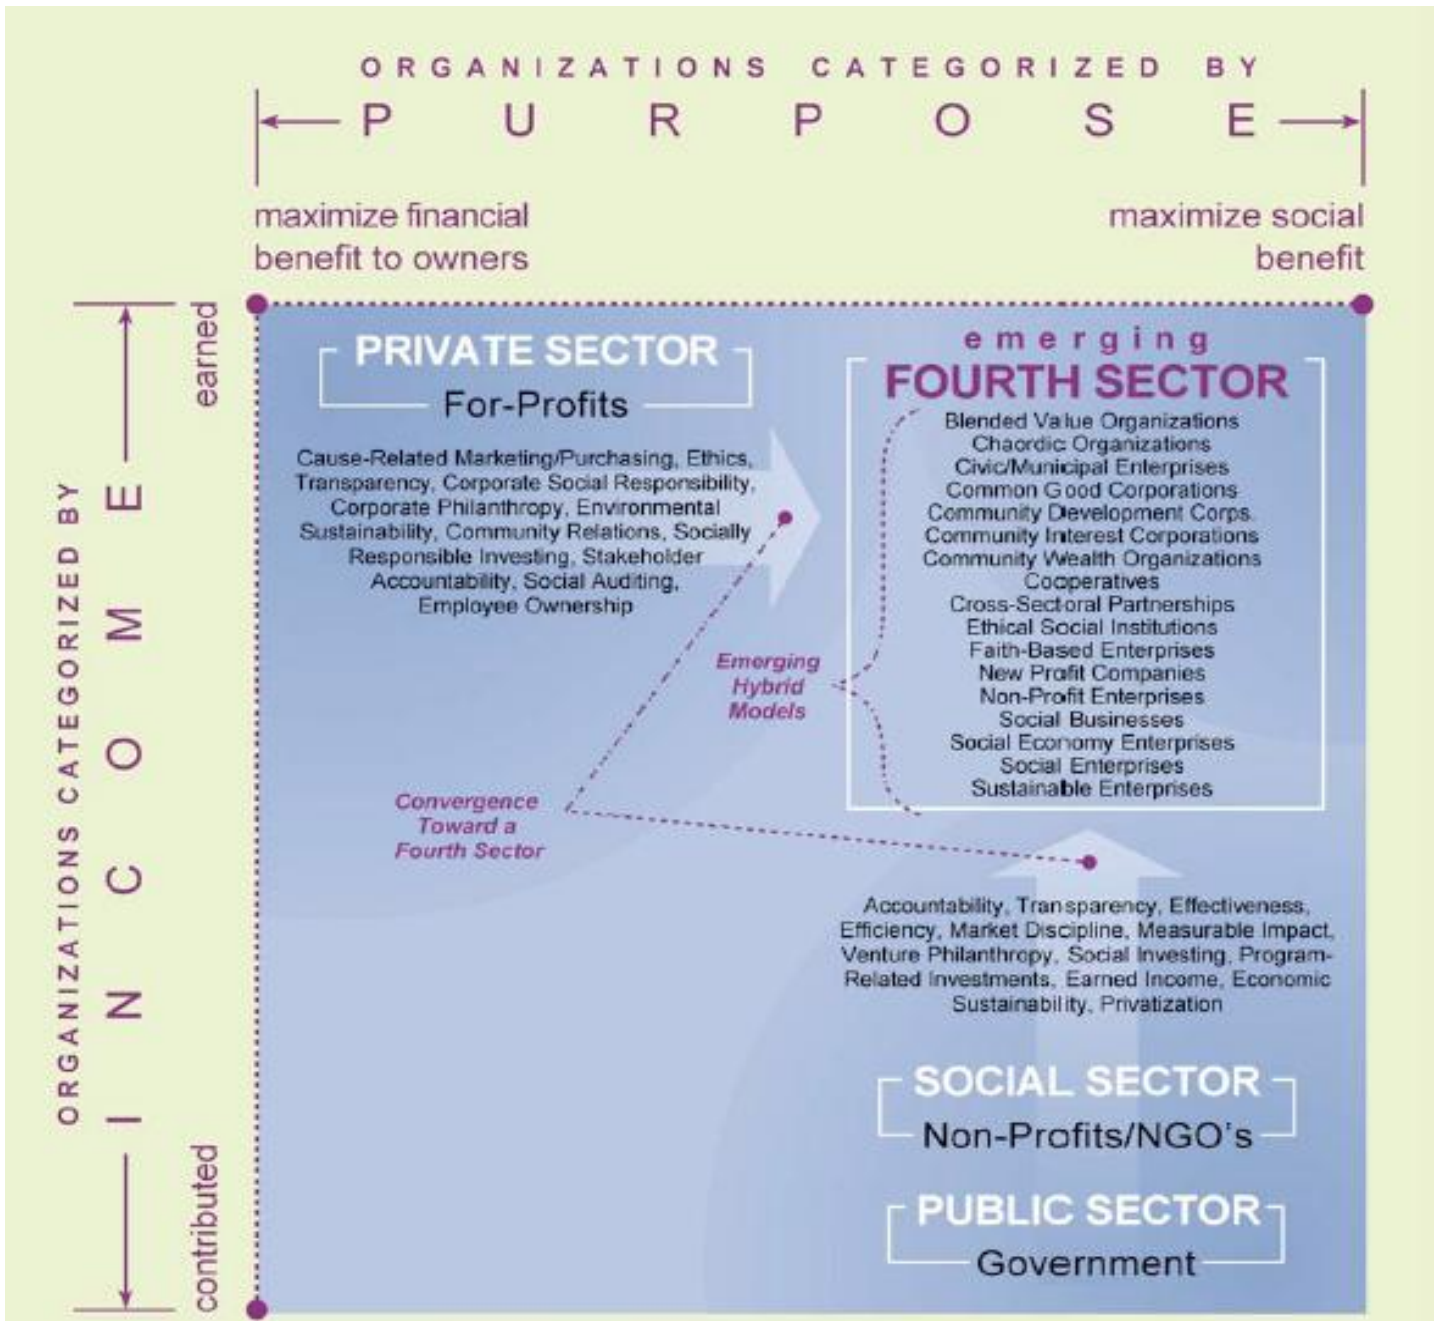 ORGANIZATIONS CATEGORIZED BY
PURPOSE
maximize financial
benefit to owners
maximize social
benefit
ORGANIZATIONS CATEGORIZED BY
INCOME
earned
contributed
PRIVATE SECTOR
For-Profits
Cause-Related Marketing/Purchasing, Ethics,
Transparency, Corporate Social Responsibility,
Corporate Philanthropy, Environmental
Sustainability, Community Relations, Socially
Responsible Investing, Stakeholder
Accountability, Social Auditing,
Employee Ownership
emerging
FOURTH SECTOR
Blended Value Organizations
Chaordic Organizations
Civic/Municipal Enterprises
Common Good Corporations
Community Development Corps.
Community Interest Corporations
Community Wealth Organizations
Cooperatives
Cross-Sectoral Partnerships
Ethical Social Institutions
Faith-Based Enterprises
New Profit Companies
Non-Profit Enterprises
Social Businesses
Social Economy Enterprises
Social Enterprises
Sustainable Enterprises
Emerging
Hybrid
Models
Convergence
Toward a
Fourth Sector
Accountability, Transparency, Effectiveness,
Efficiency, Market Discipline, Measurable Impact,
Venture Philanthropy, Social Investing, Program-
Related Investments, Earned Income, Economic
Sustainability, Privatization
SOCIAL SECTOR
Non-Profits/NGO's
PUBLIC SECTOR
Government